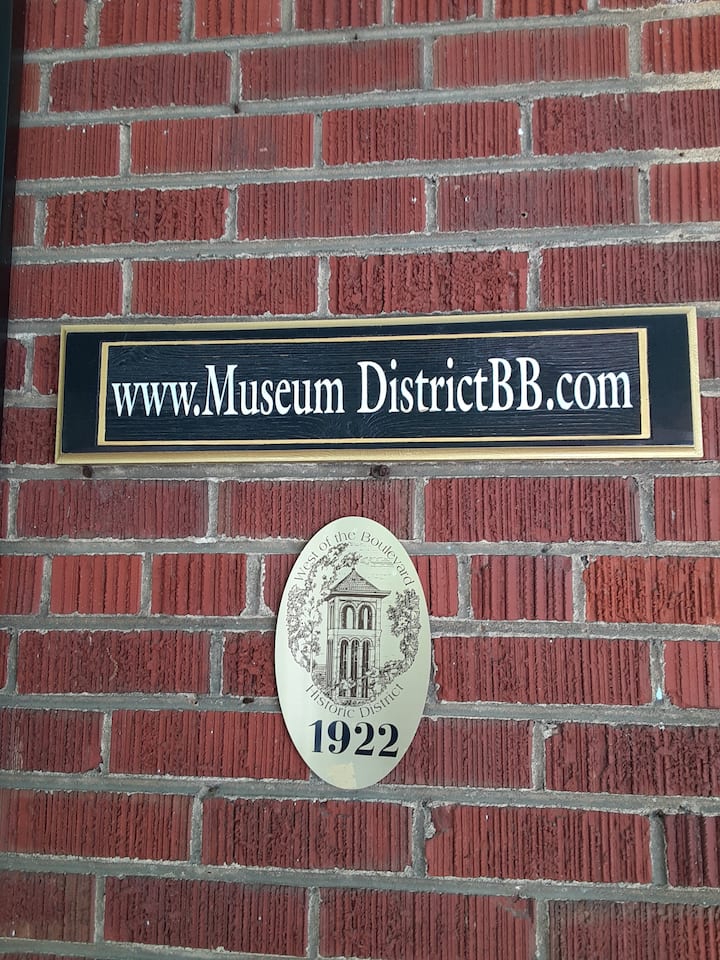 www.Museum DistrictBB.com
West of the Boulevard
Historic District
1922